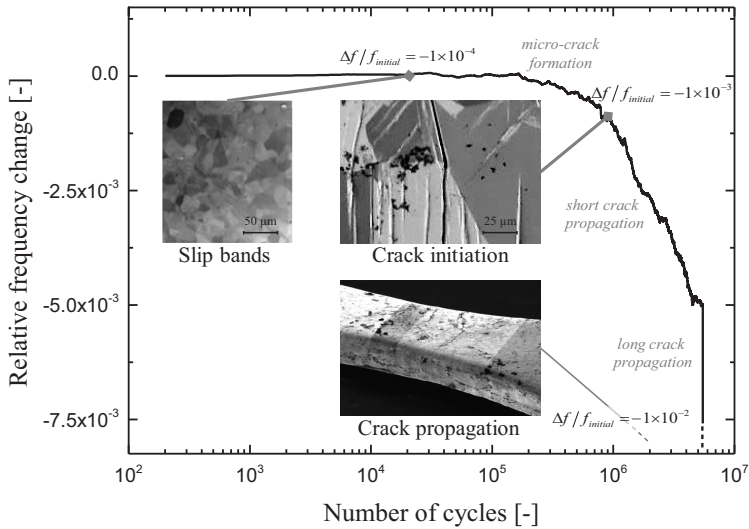 Δf/f_initial = −1×10⁻⁴
micro-crack
formation
0.0
Δf/f_initial = −1×10⁻³
50 µm
25 µm
Slip bands
Crack initiation
-2.5x10⁻³
short crack
propagation
Relative frequency change [-]
-5.0x10⁻³
long crack
propagation
Crack propagation
Δf/f_initial = −1×10⁻²
-7.5x10⁻³
10²
10³
10⁴
10⁵
10⁶
10⁷
Number of cycles [-]